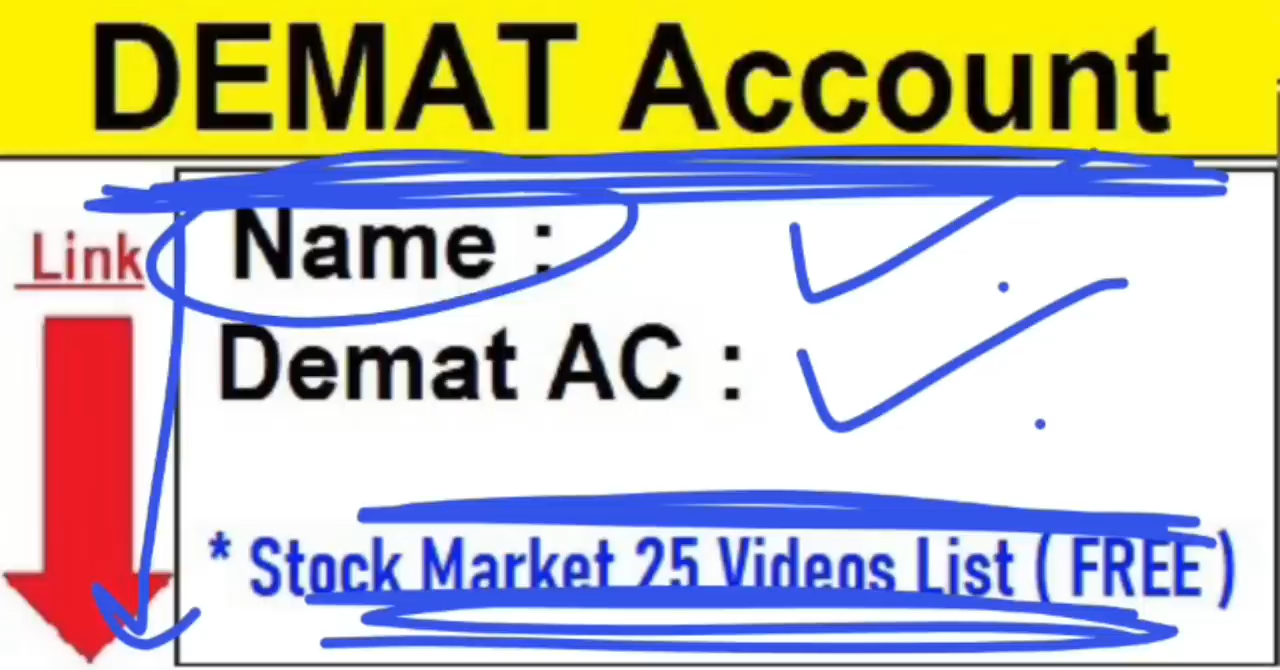 DEMAT Account
Link
Name :
Demat AC :
* Stock Market 25 Videos List ( FREE )